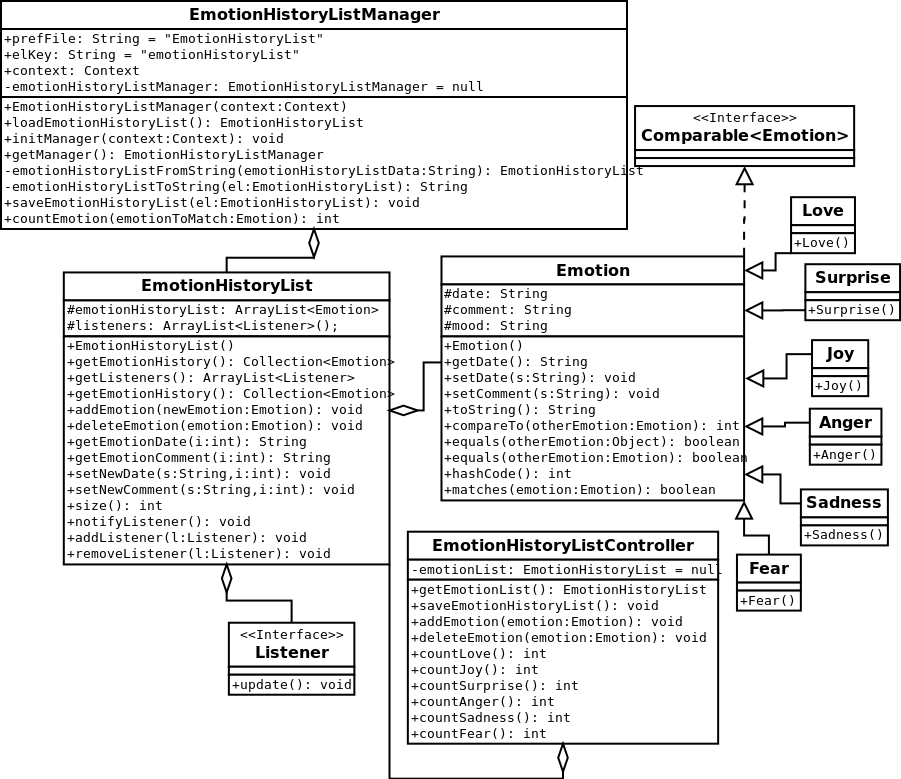 EmotionHistoryListManager
+prefFile: String = "EmotionHistoryList"
+elKey: String = "emotionHistoryList"
+context: Context
-emotionHistoryListManager: EmotionHistoryListManager = null
+EmotionHistoryListManager(context:Context)
+loadEmotionHistoryList(): EmotionHistoryList
+initManager(context:Context): void
+getManager(): EmotionHistoryListManager
-emotionHistoryListFromString(emotionHistoryListData:String): EmotionHistoryList
-emotionHistoryListToString(el:EmotionHistoryList): String
+saveEmotionHistoryList(el:EmotionHistoryList): void
+countEmotion(emotionToMatch:Emotion): int
<<Interface>>
Comparable<Emotion>
Love
+Love()
EmotionHistoryList
#emotionHistoryList: ArrayList<Emotion>
#listeners: ArrayList<Listener>();
+EmotionHistoryList()
+getEmotionHistory(): Collection<Emotion>
+getListeners(): ArrayList<Listener>
+getEmotionHistory(): Collection<Emotion>
+addEmotion(newEmotion:Emotion): void
+deleteEmotion(emotion:Emotion): void
+getEmotionDate(i:int): String
+getEmotionComment(i:int): String
+setNewDate(s:String,i:int): void
+setNewComment(s:String,i:int): void
+size(): int
+notifyListener(): void
+addListener(l:Listener): void
+removeListener(l:Listener): void
Emotion
#date: String
#comment: String
#mood: String
+Emotion()
+getDate(): String
+setDate(s:String): void
+setComment(s:String): void
+toString(): String
+compareTo(otherEmotion:Emotion): int
+equals(otherEmotion:Object): boolean
+equals(otherEmotion:Emotion): boolean
+hashCode(): int
+matches(emotion:Emotion): boolean
Surprise
+Surprise()
Joy
+Joy()
Anger
+Anger()
Sadness
+Sadness()
Fear
+Fear()
EmotionHistoryListController
-emotionList: EmotionHistoryList = null
+getEmotionList(): EmotionHistoryList
+saveEmotionHistoryList(): void
+addEmotion(emotion:Emotion): void
+deleteEmotion(emotion:Emotion): void
+countLove(): int
+countJoy(): int
+countSurprise(): int
+countAnger(): int
+countSadness(): int
+countFear(): int
<<Interface>>
Listener
+update(): void